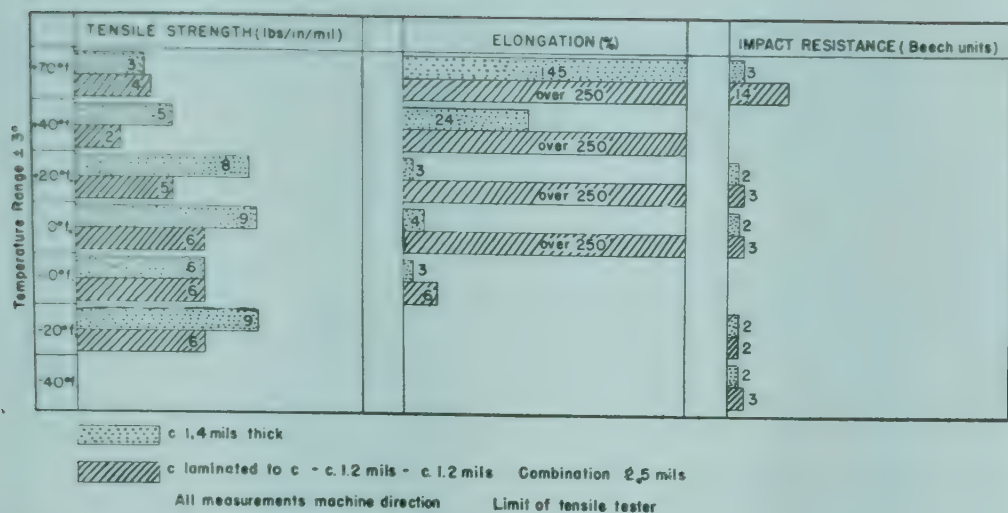 TENSILE STRENGTH (lbs/in/mil) ELONGATION (%) IMPACT RESISTANCE (Beech units)
Temperature Range ± 3°
+70°f. 3 145 3
4 over 250 14
+40°f. 5 24
2 over 250
+20°f. 8 3 2
5 over 250 3
0°f. 9 4 2
6 over 250 3
-0°f. 6 3
6 6
-20°f. 9 2
6 2
-40°f. 2
3
c 1.4 mils thick
c laminated to c - c 1.2 mils - c 1.2 mils Combination 2.5 mils
All measurements machine direction Limit of tensile tester